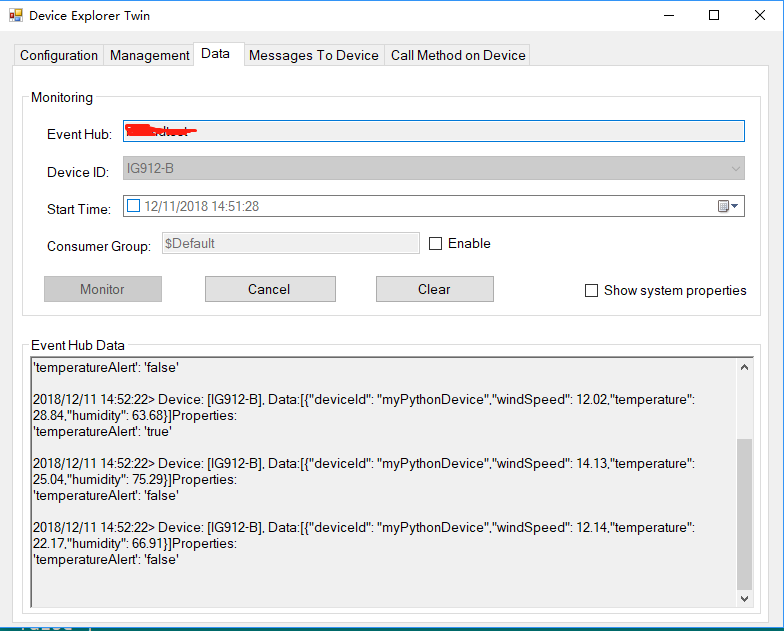 Device Explorer Twin
Configuration Management Data Messages To Device Call Method on Device
Monitoring
Event Hub:
Device ID: IG912-B
Start Time: 12/11/2018 14:51:28
Consumer Group: $Default Enable
Monitor Cancel Clear Show system properties
Event Hub Data
'temperatureAlert': 'false'
2018/12/11 14:52:22> Device: [IG912-B], Data:[{"deviceId": "myPythonDevice","windSpeed": 12.02,"temperature":
28.84,"humidity": 63.68}]Properties:
'temperatureAlert': 'true'
2018/12/11 14:52:22> Device: [IG912-B], Data:[{"deviceId": "myPythonDevice","windSpeed": 14.13,"temperature":
25.04,"humidity": 75.29}]Properties:
'temperatureAlert': 'false'
2018/12/11 14:52:22> Device: [IG912-B], Data:[{"deviceId": "myPythonDevice","windSpeed": 12.14,"temperature":
22.17,"humidity": 66.91}]Properties:
'temperatureAlert': 'false'